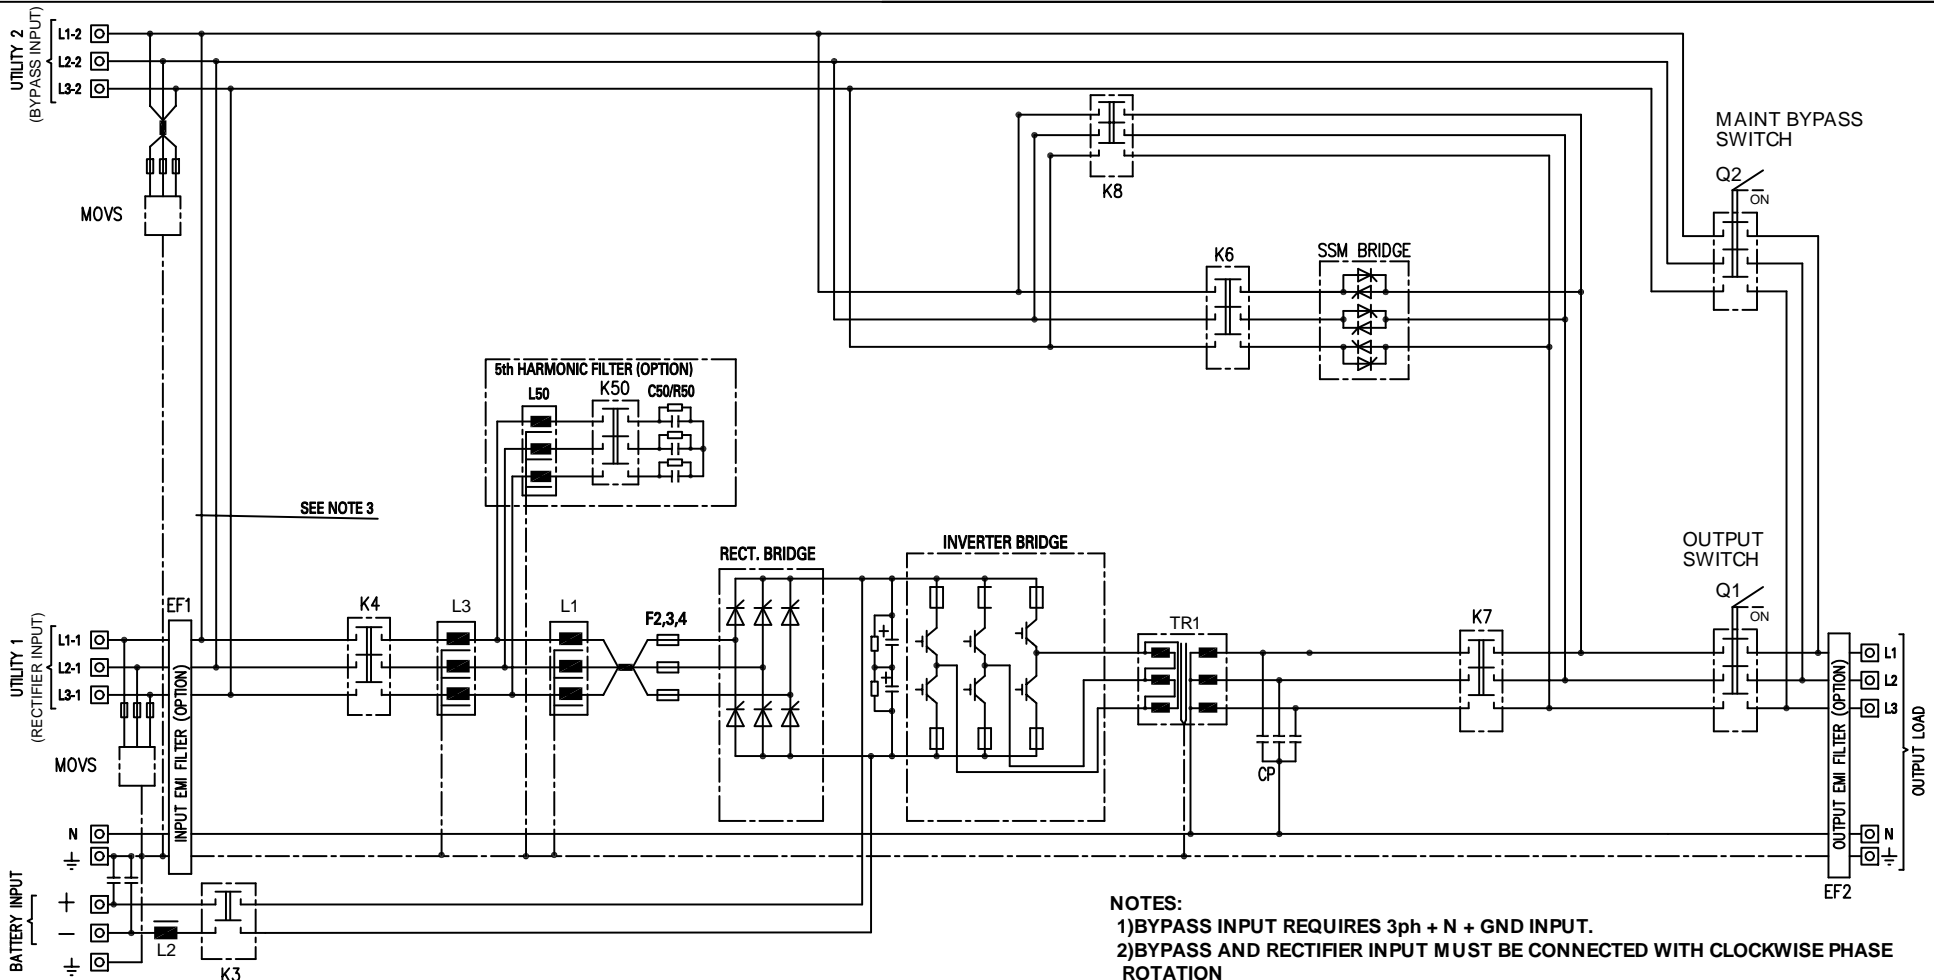 UTILITY 2
(BYPASS INPUT)
L1-2
L2-2
L3-2
MOVS
K8
MAINT BYPASS
SWITCH
Q2
ON
K6
SSM BRIDGE
5th HARMONIC FILTER (OPTION)
L50
K50
C50/R50
SEE NOTE 3
RECT. BRIDGE
INVERTER BRIDGE
OUTPUT
SWITCH
Q1
ON
UTILITY 1
(RECTIFIER INPUT)
L1-1
L2-1
L3-1
EF1
INPUT EMI FILTER (OPTION)
K4
L3
L1
F2,3,4
+
+
TR1
CP
K7
OUTPUT EMI FILTER (OPTION)
L1
L2
L3
N
OUTPUT LOAD
EF2
MOVS
N
BATTERY INPUT
+
−
L2
K3
NOTES:
1)BYPASS INPUT REQUIRES 3ph + N + GND INPUT.
2)BYPASS AND RECTIFIER INPUT MUST BE CONNECTED WITH CLOCKWISE PHASE
ROTATION